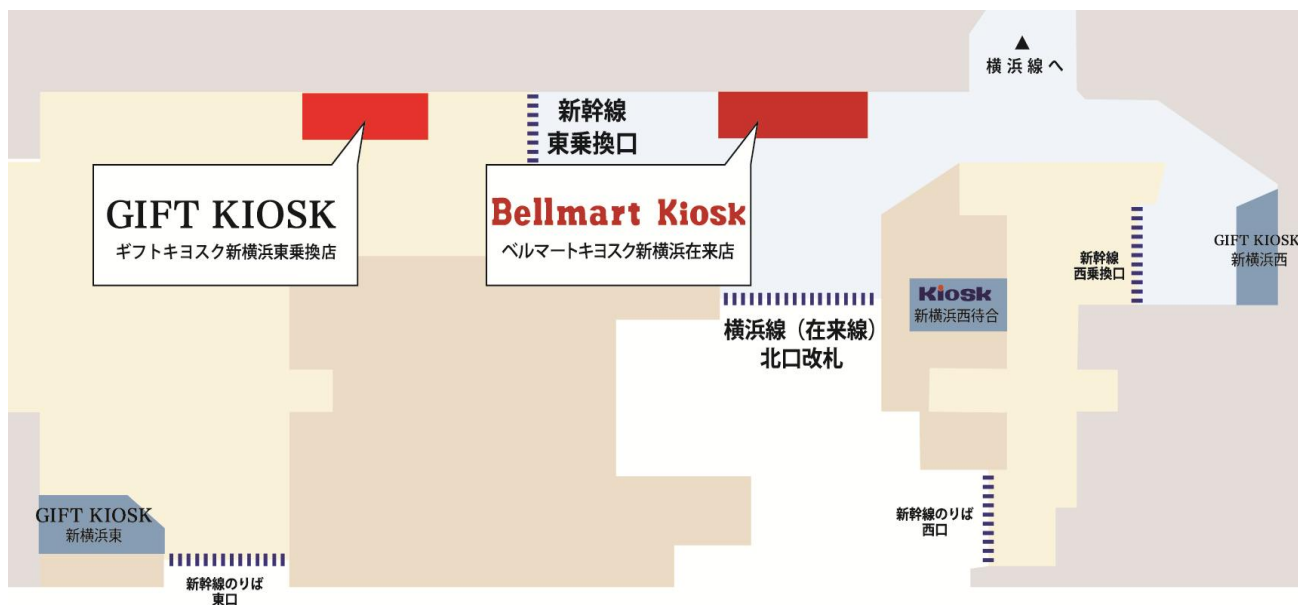 ▲
横浜線へ
新幹線
東乗換口
GIFT KIOSK
ギフトキヨスク新横浜東乗換店
Bellmart Kiosk
ベルマートキヨスク新横浜在来店
GIFT KIOSK
新横浜西
新幹線
西乗換口
Kiosk
新横浜西待合
横浜線（在来線）
北口改札
GIFT KIOSK
新横浜東
新幹線のりば
西口
新幹線のりば
東口